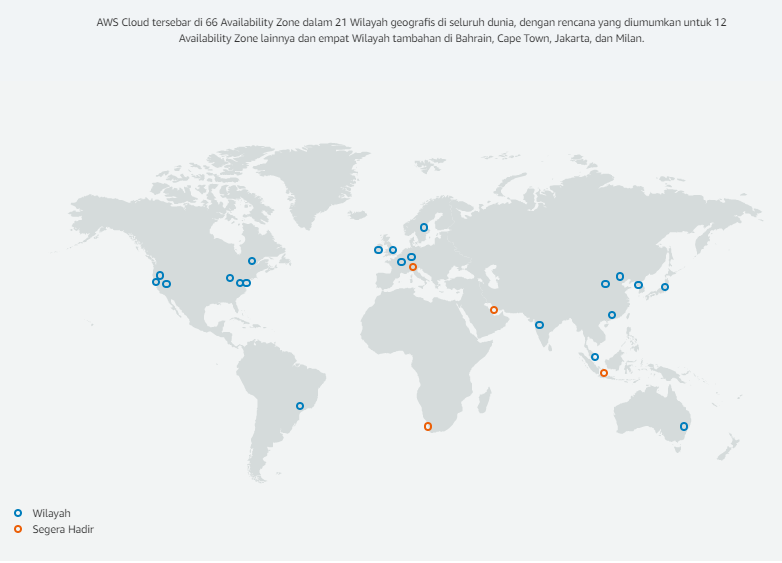 AWS Cloud tersebar di 66 Availability Zone dalam 21 Wilayah geografis di seluruh dunia, dengan rencana yang diumumkan untuk 12
Availability Zone lainnya dan empat Wilayah tambahan di Bahrain, Cape Town, Jakarta, dan Milan.
Wilayah
Segera Hadir